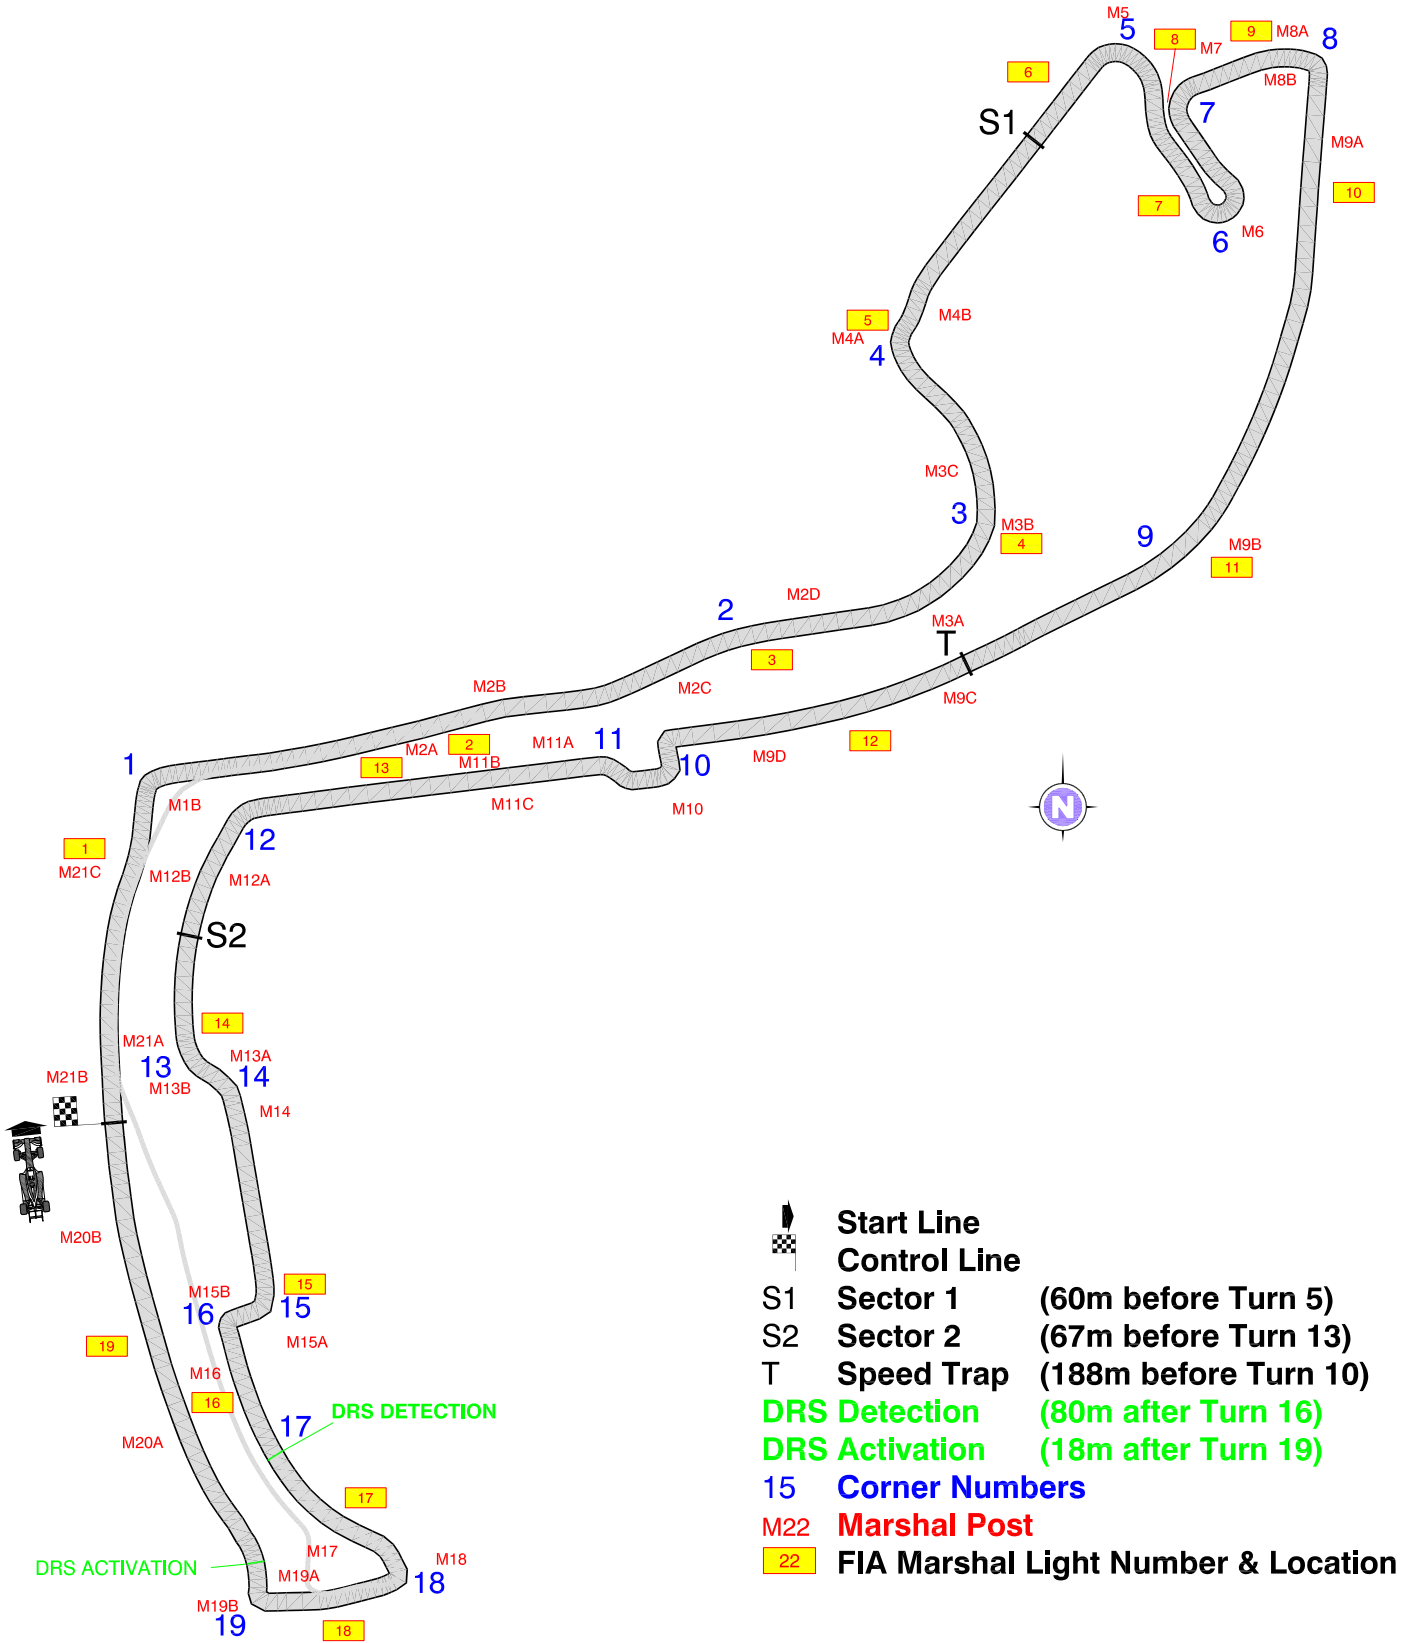 M5
5
8
M7
9
M8A
8
6
M8B
S1
7
M9A
7
10
M6
6
5
M4A
M4B
4
M3C
3
M3B
4
9
M9B
11
M2D
2
M3A
T
3
M2B
M2C
M9C
11
12
2
M11A
M2A
13
M11B
10
M9D
1
M1B
M11C
M10
N
12
1
M21C
M12B
M12A
S2
14
M21A
13
M13A
M21B
M13B
14
M14
M20B
15
M15B
16
15
M15A
19
M16
16
DRS DETECTION
17
M20A
17
M17
M18
DRS ACTIVATION
M19A
18
M19B
19
18
Start Line
Control Line
S1 Sector 1 (60m before Turn 5)
S2 Sector 2 (67m before Turn 13)
T Speed Trap (188m before Turn 10)
DRS Detection (80m after Turn 16)
DRS Activation (18m after Turn 19)
15 Corner Numbers
M22 Marshal Post
22 FIA Marshal Light Number & Location